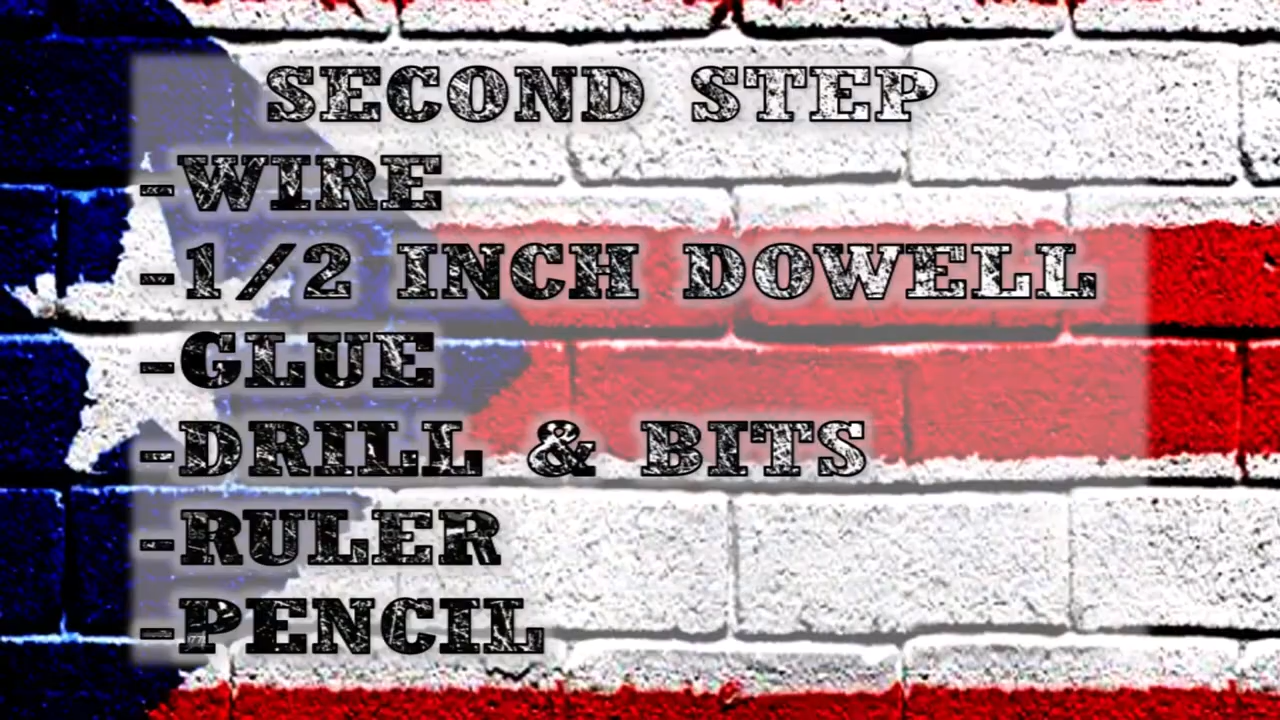 SECOND STEP
-WIRE
-1/2 INCH DOWELL
-GLUE
-DRILL & BITS
-RULER
-PENCIL